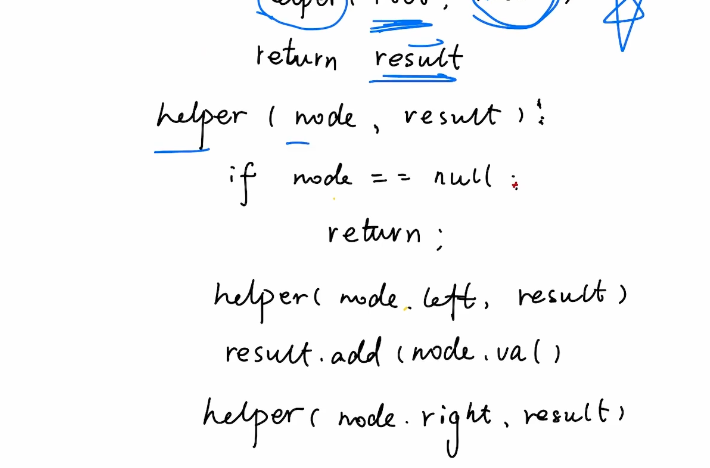 return result
helper ( node , result ) :
if node == null :
return ;
helper( node.left, result )
result.add (node.val)
helper( node.right, result)